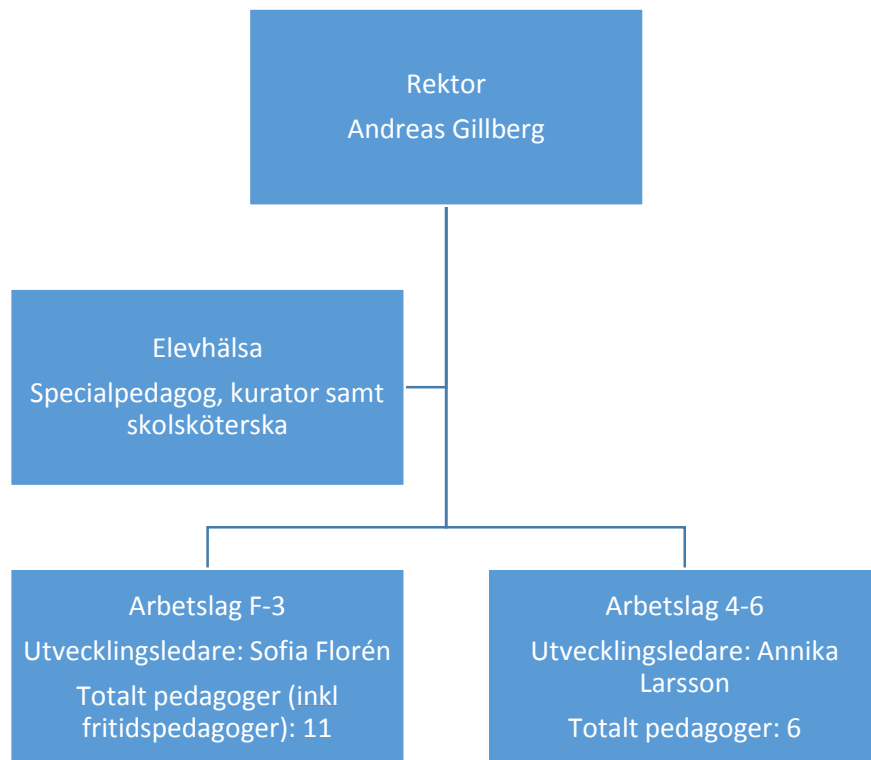 Rektor
Andreas Gillberg
Elevhälsa
Specialpedagog, kurator samt
skolsköterska
Arbetslag F-3
Utvecklingsledare: Sofia Florén
Totalt pedagoger (inkl
fritidspedagoger): 11
Arbetslag 4-6
Utvecklingsledare: Annika
Larsson
Totalt pedagoger: 6